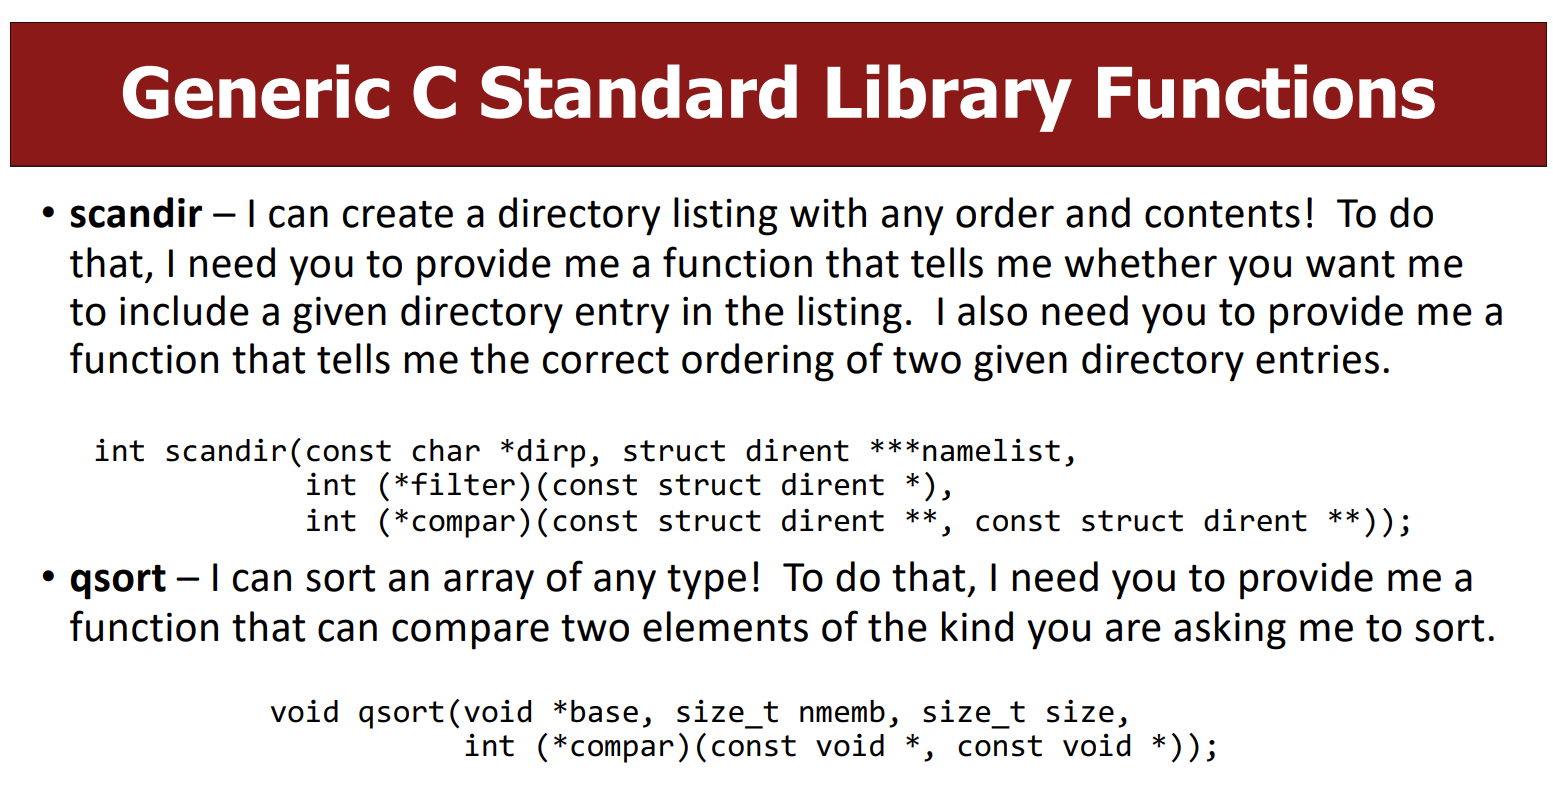 Generic C Standard Library Functions
• scandir – I can create a directory listing with any order and contents!  To do
that, I need you to provide me a function that tells me whether you want me
to include a given directory entry in the listing.  I also need you to provide me a
function that tells me the correct ordering of two given directory entries.
int scandir(const char *dirp, struct dirent ***namelist,
int (*filter)(const struct dirent *),
int (*compar)(const struct dirent **, const struct dirent **));
• qsort – I can sort an array of any type!  To do that, I need you to provide me a
function that can compare two elements of the kind you are asking me to sort.
void qsort(void *base, size_t nmemb, size_t size,
int (*compar)(const void *, const void *));